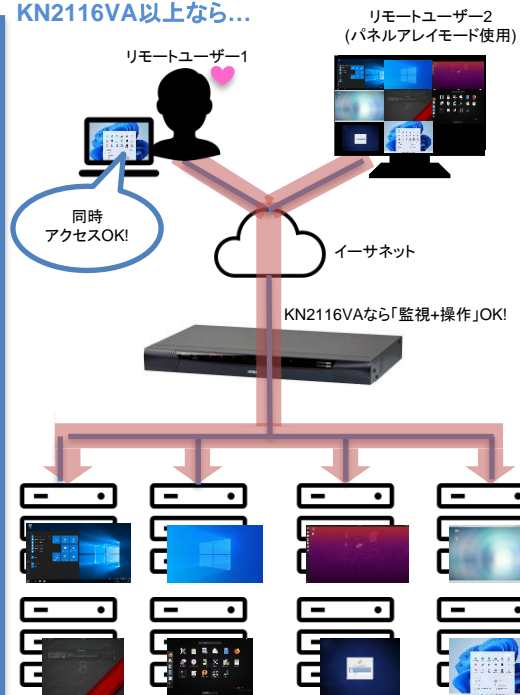 KN2116VA以上なら…
リモートユーザー2
(パネルアレイモード使用)
リモートユーザー1
同時
アクセスOK!
イーサネット
KN2116VAなら「監視+操作」OK!